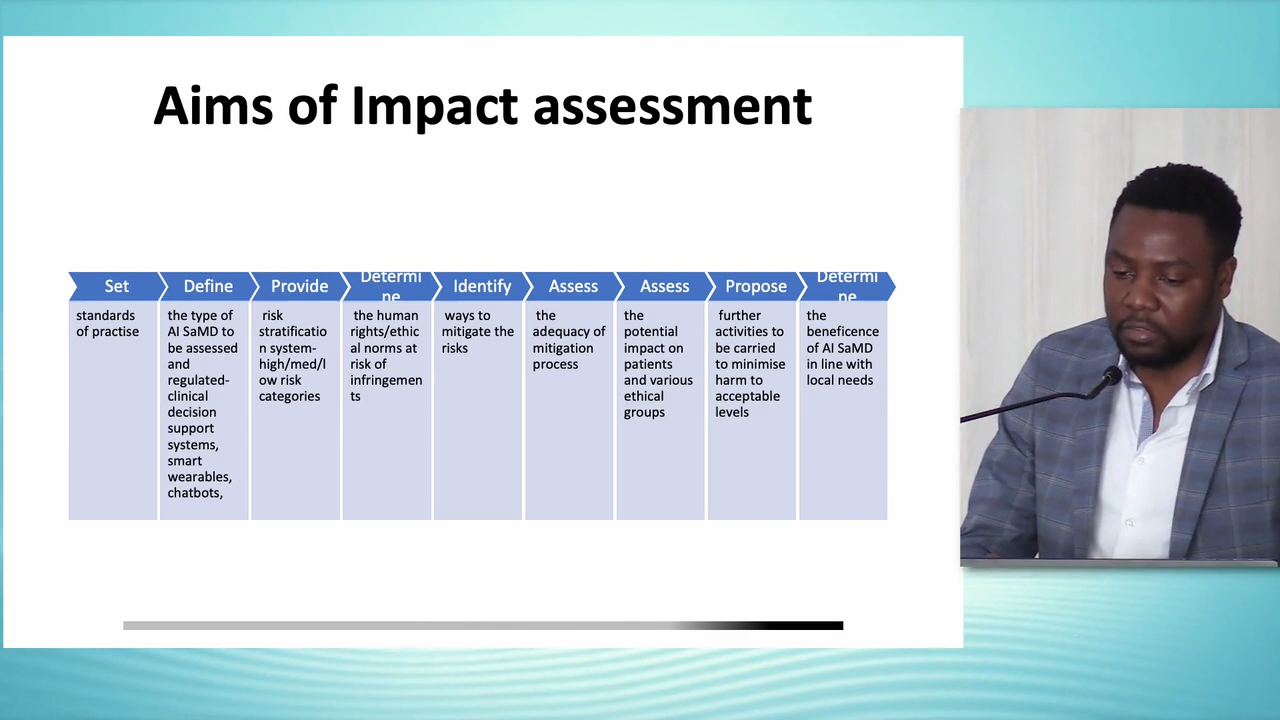 Aims of Impact assessment
Set
standards
of practise
Define
the type of
AI SaMD to
be assessed
and
regulated-
clinical
decision
support
systems,
smart
wearables,
chatbots,
Provide
risk
stratificatio
n system-
high/med/l
ow risk
categories
Determi
ne
the human
rights/ethic
al norms at
risk of
infringemen
ts
Identify
ways to
mitigate the
risks
Assess
the
adequacy of
mitigation
process
Assess
the
potential
impact on
patients
and various
ethical
groups
Propose
further
activities to
be carried
to minimise
harm to
acceptable
levels
Determi
ne
the
beneficence
of AI SaMD
in line with
local needs